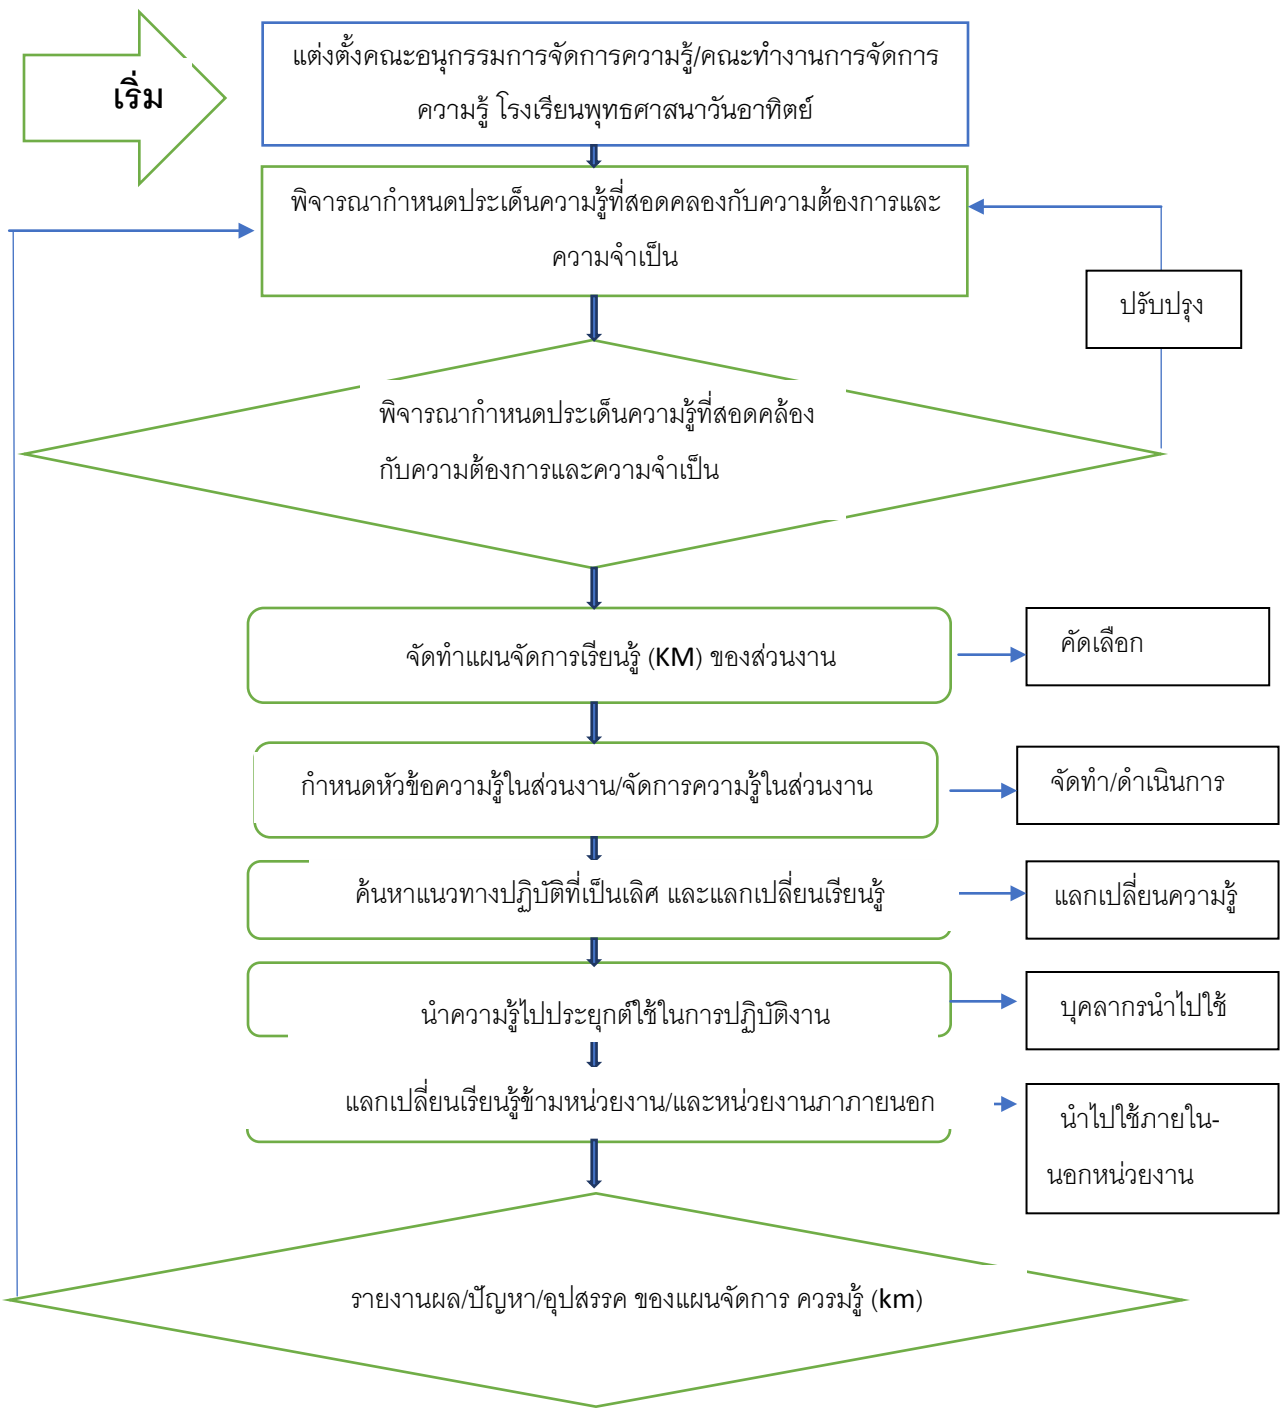 เริ่ม
แต่งตั้งคณะอนุกรรมการจัดการความรู้/คณะทำงานการจัดการ
ความรู้ โรงเรียนพุทธศาสนาวันอาทิตย์
พิจารณากำหนดประเด็นความรู้ที่สอดคลองกับความต้องการและ
ความจำเป็น
ปรับปรุง
พิจารณากำหนดประเด็นความรู้ที่สอดคล้อง
กับความต้องการและความจำเป็น
จัดทำแผนจัดการเรียนรู้ (KM) ของส่วนงาน
คัดเลือก
กำหนดหัวข้อความรู้ในส่วนงาน/จัดการความรู้ในส่วนงาน
จัดทำ/ดำเนินการ
ค้นหาแนวทางปฏิบัติที่เป็นเลิศ และแลกเปลี่ยนเรียนรู้
แลกเปลี่ยนความรู้
นำความรู้ไปประยุกต์ใช้ในการปฏิบัติงาน
บุคลากรนำไปใช้
แลกเปลี่ยนเรียนรู้ข้ามหน่วยงาน/และหน่วยงานภาภายนอก
นำไปใช้ภายใน-
นอกหน่วยงาน
รายงานผล/ปัญหา/อุปสรรค ของแผนจัดการ ควรมรู้ (km)